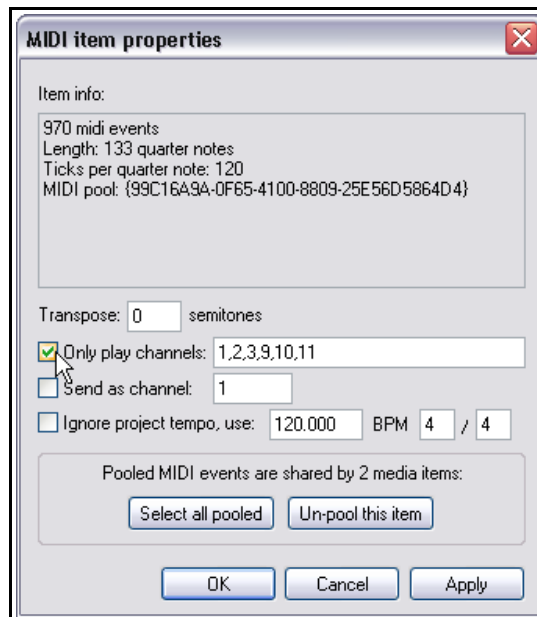 MIDI item properties
Item info:
970 midi events
Length: 133 quarter notes
Ticks per quarter note: 120
MIDI pool: {99C16A9A-0F65-4100-8809-25E56D5864D4}
Transpose: 0 semitones
Only play channels: 1,2,3,9,10,11
Send as channel: 1
Ignore project tempo, use: 120.000 BPM 4 / 4
Pooled MIDI events are shared by 2 media items:
Select all pooled Un-pool this item
OK Cancel Apply